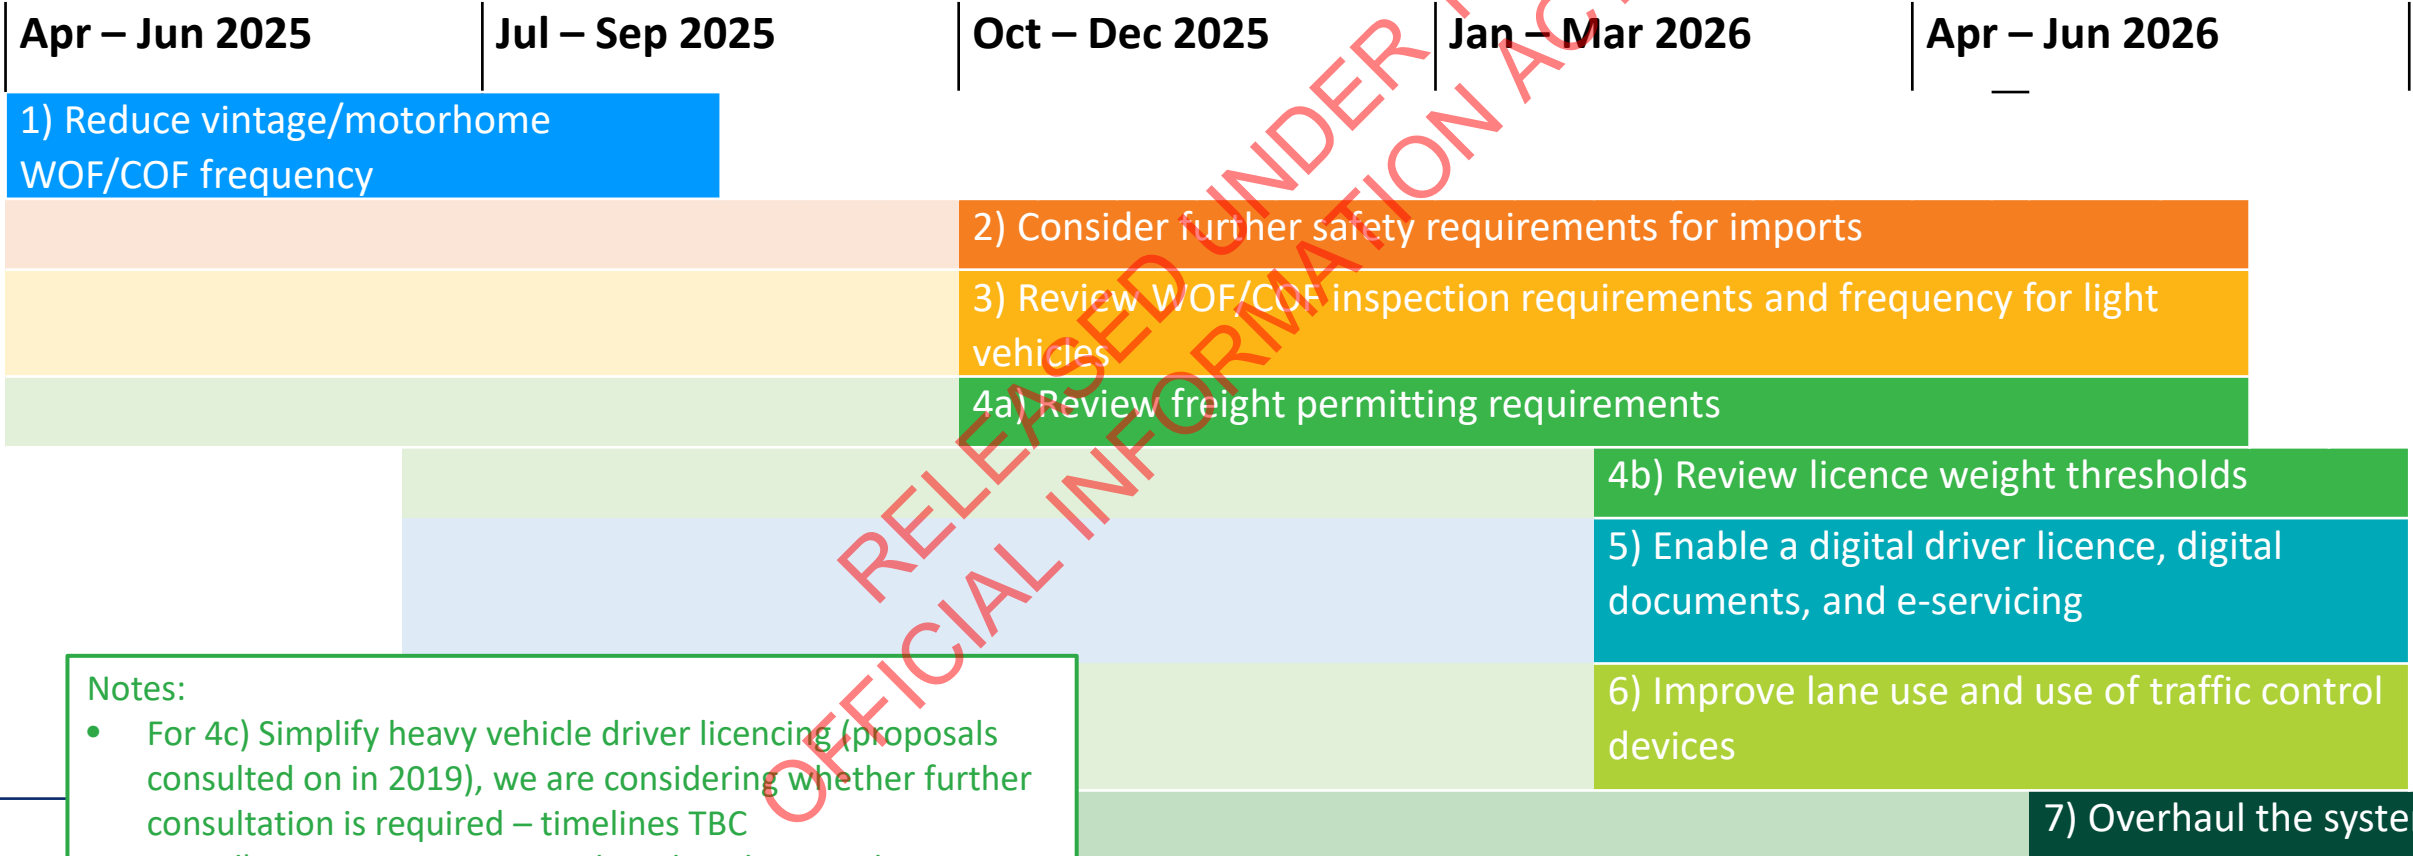 Apr – Jun 2025
Jul – Sep 2025
Oct – Dec 2025
Jan – Mar 2026
Apr – Jun 2026
1) Reduce vintage/motorhome
WOF/COF frequency
2) Consider further safety requirements for imports
3) Review WOF/COF inspection requirements and frequency for light
vehicles
4a) Review freight permitting requirements
4b) Review licence weight thresholds
5) Enable a digital driver licence, digital
documents, and e-servicing
6) Improve lane use and use of traffic control
devices
7) Overhaul the
Notes:
• For 4c) Simplify heavy vehicle driver licencing (proposals
consulted on in 2019), we are considering whether further
consultation is required – timelines TBC
RELEASED UNDER
OFFICIAL INFORMATION ACT